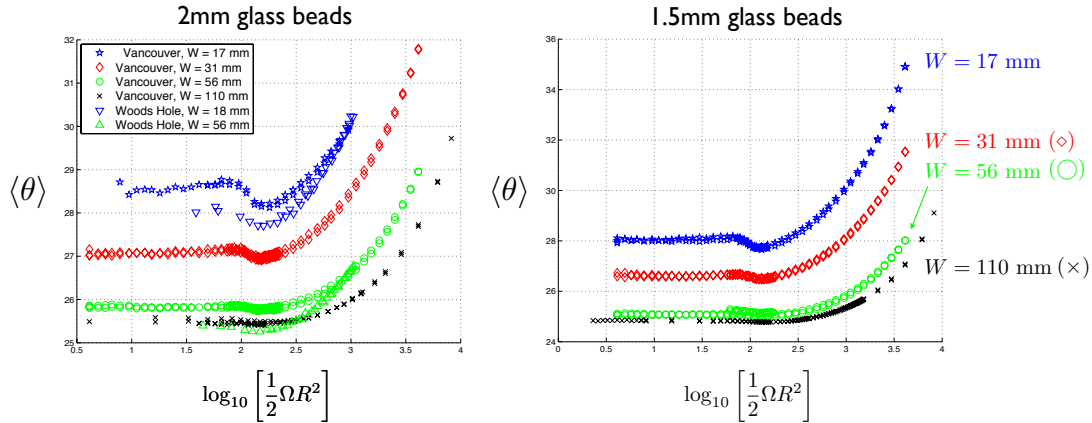 2mm glass beads
32
31
30
29
28
27
26
25
0.5 1 1.5 2 2.5 3 3.5 4
Vancouver, W = 17 mm
Vancouver, W = 31 mm
Vancouver, W = 56 mm
Vancouver, W = 110 mm
Woods Hole, W = 18 mm
Woods Hole, W = 56 mm
⟨θ⟩
log₁₀ [1/2 ΩR²]
1.5mm glass beads
36
34
32
30
28
26
24
0 0.5 1 1.5 2 2.5 3 3.5 4
⟨θ⟩
log₁₀ [1/2 ΩR²]
W = 17 mm
W = 31 mm (◇)
W = 56 mm (○)
W = 110 mm (×)